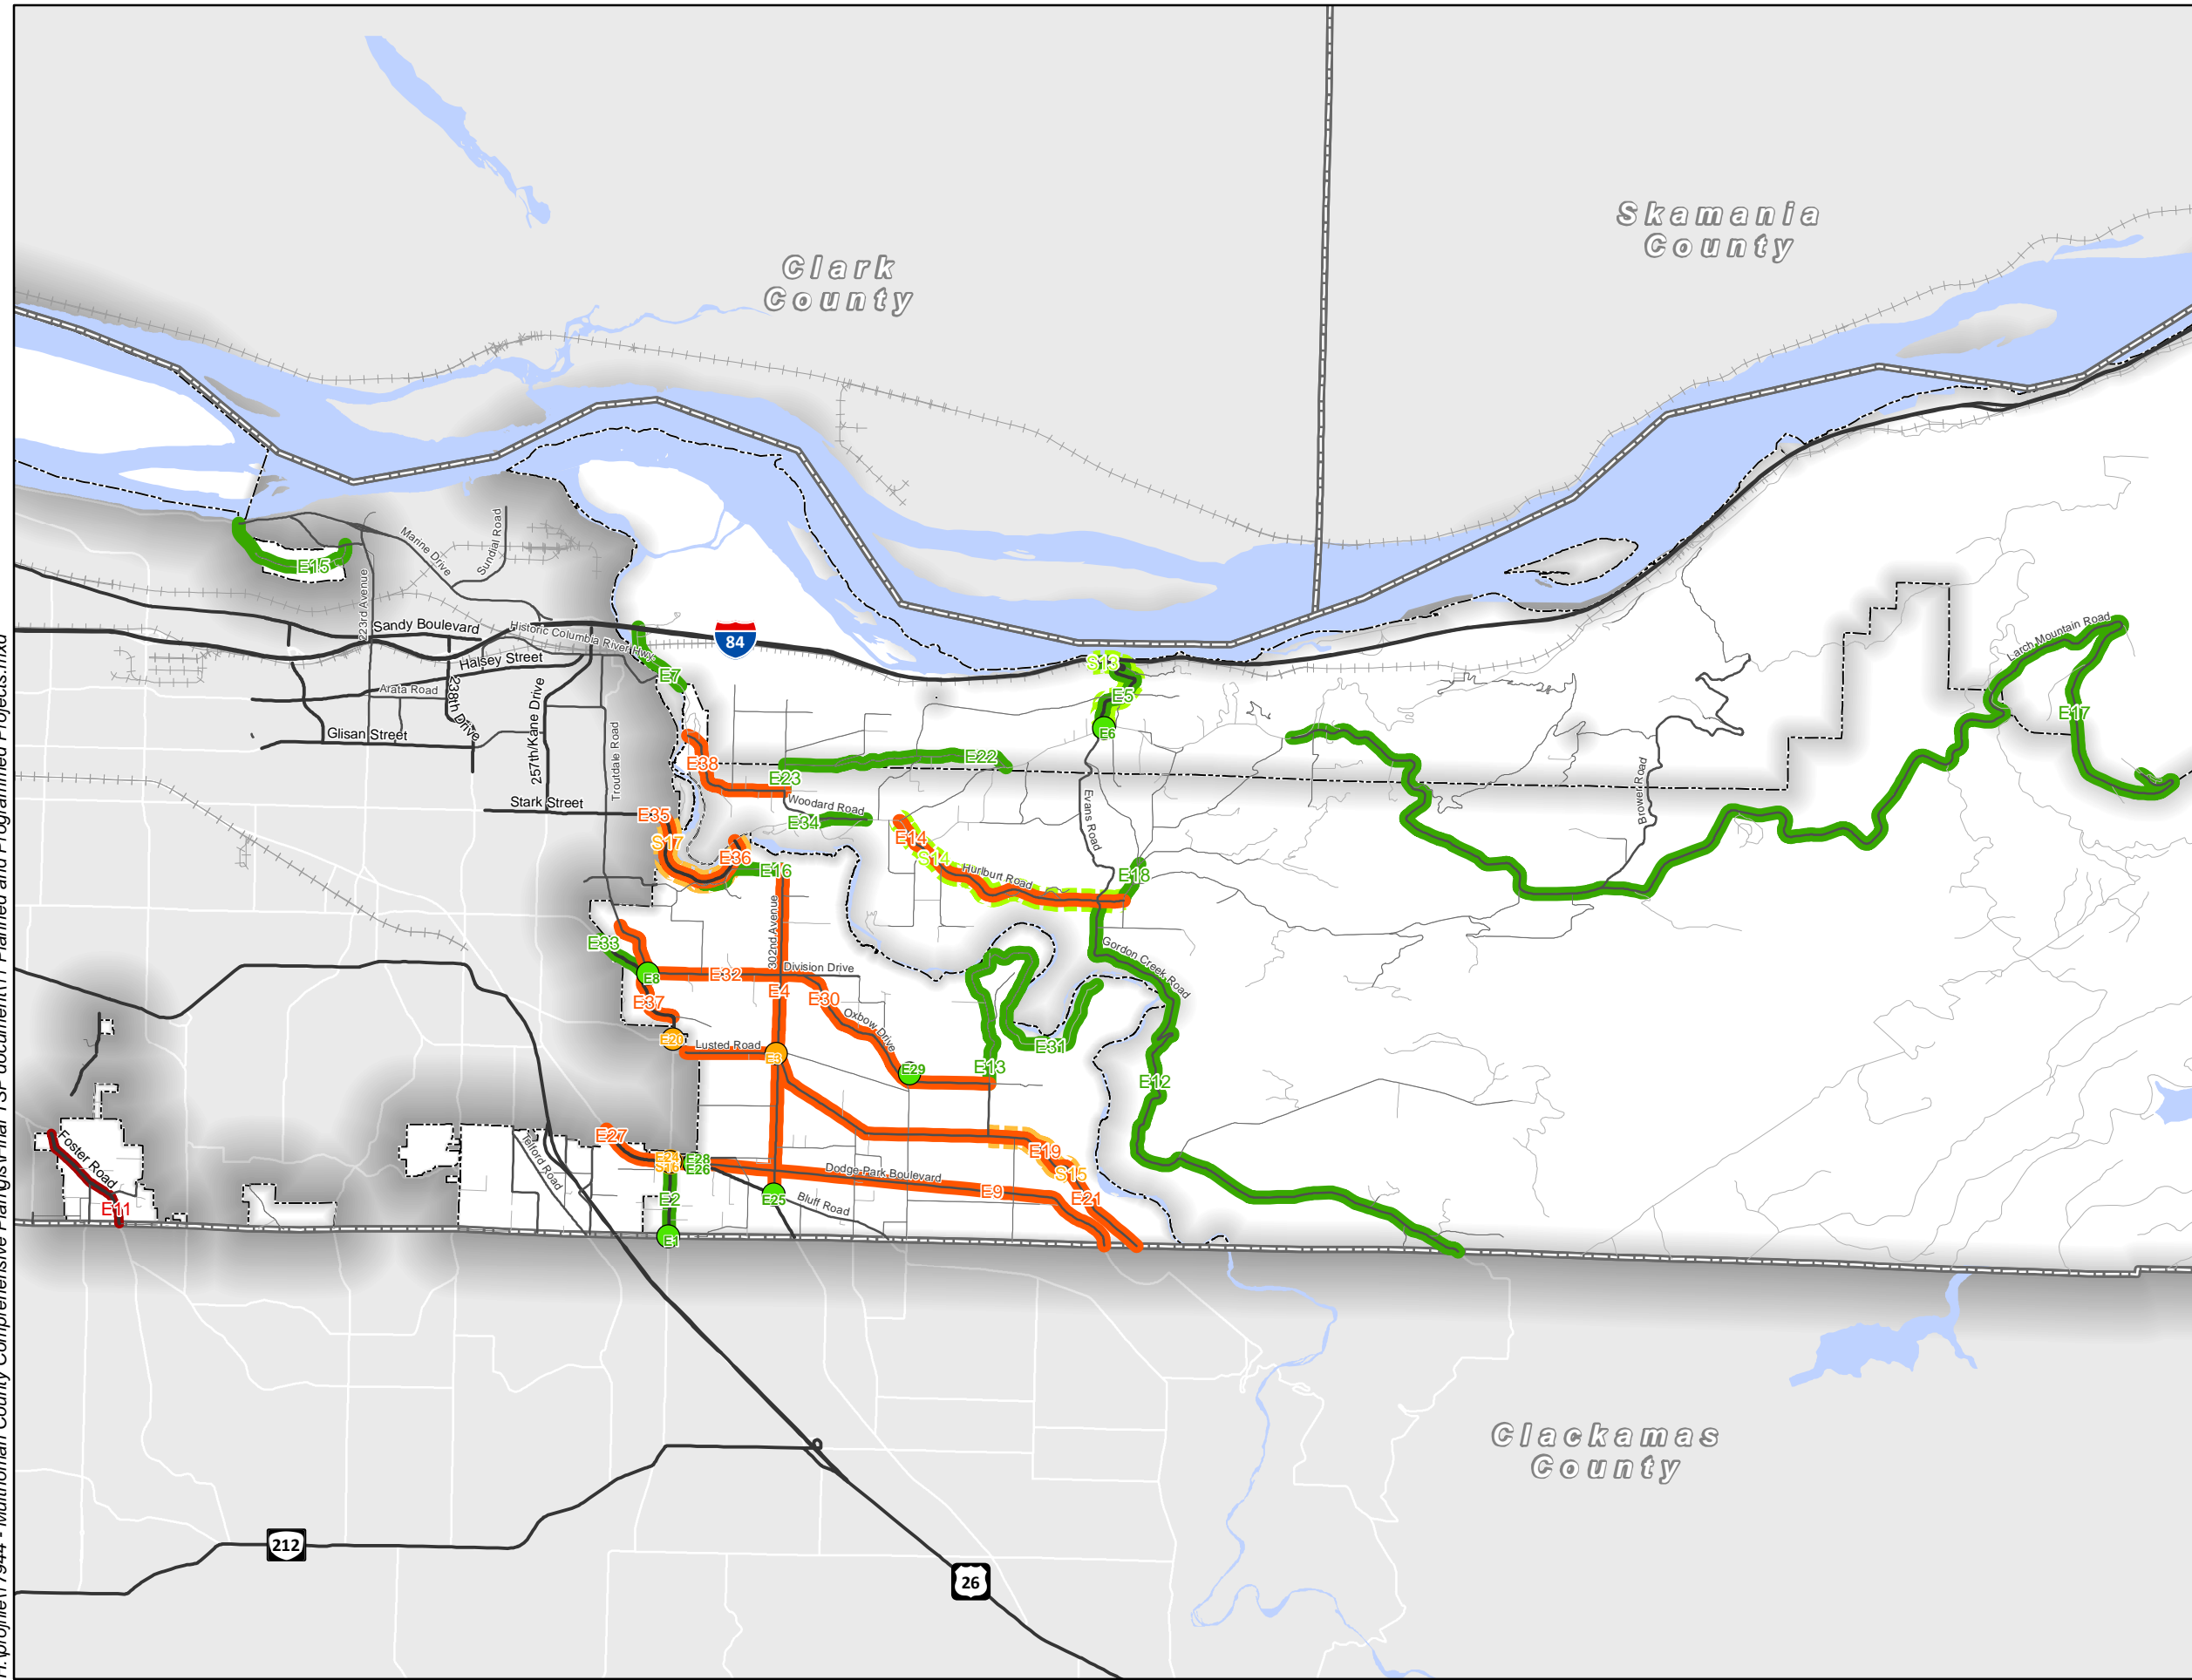 Skamania
County
Clark
County
Marine Drive
Sundial Road
E15
223rd Avenue
Sandy Boulevard
Historic Columbia River Hwy
84
Larch Mountain Road
Halsey Street
S13
E7
Arata Road
238th Drive
257th/Kane Drive
E5
E17
Troutdale Road
Glisan Street
E6
E38
E22
E23
Brower Road
Stark Street
Woodard Road
Evans Road
E35
E34
S17
E14
E36
S14
E16
Hurlburt Road
E18
302nd Avenue
E33
Gordon Creek Road
Division Drive
E8
E32
E4
E30
E37
Oxbow Drive
E20
Lusted Road
E31
E3
E29
E13
E12
Foster Road
E27
Telford Road
E24
S16
E28
E26
E19
Dodge Park Boulevard
S15
E2
E25
E9
E21
Bluff Road
E11
E1
Clackamas
County
212
26